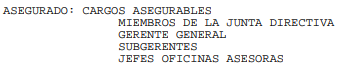 ASEGURADO: CARGOS ASEGURABLES
MIEMBROS DE LA JUNTA DIRECTIVA
GERENTE GENERAL
SUBGERENTES
JEFES OFICINAS ASESORAS